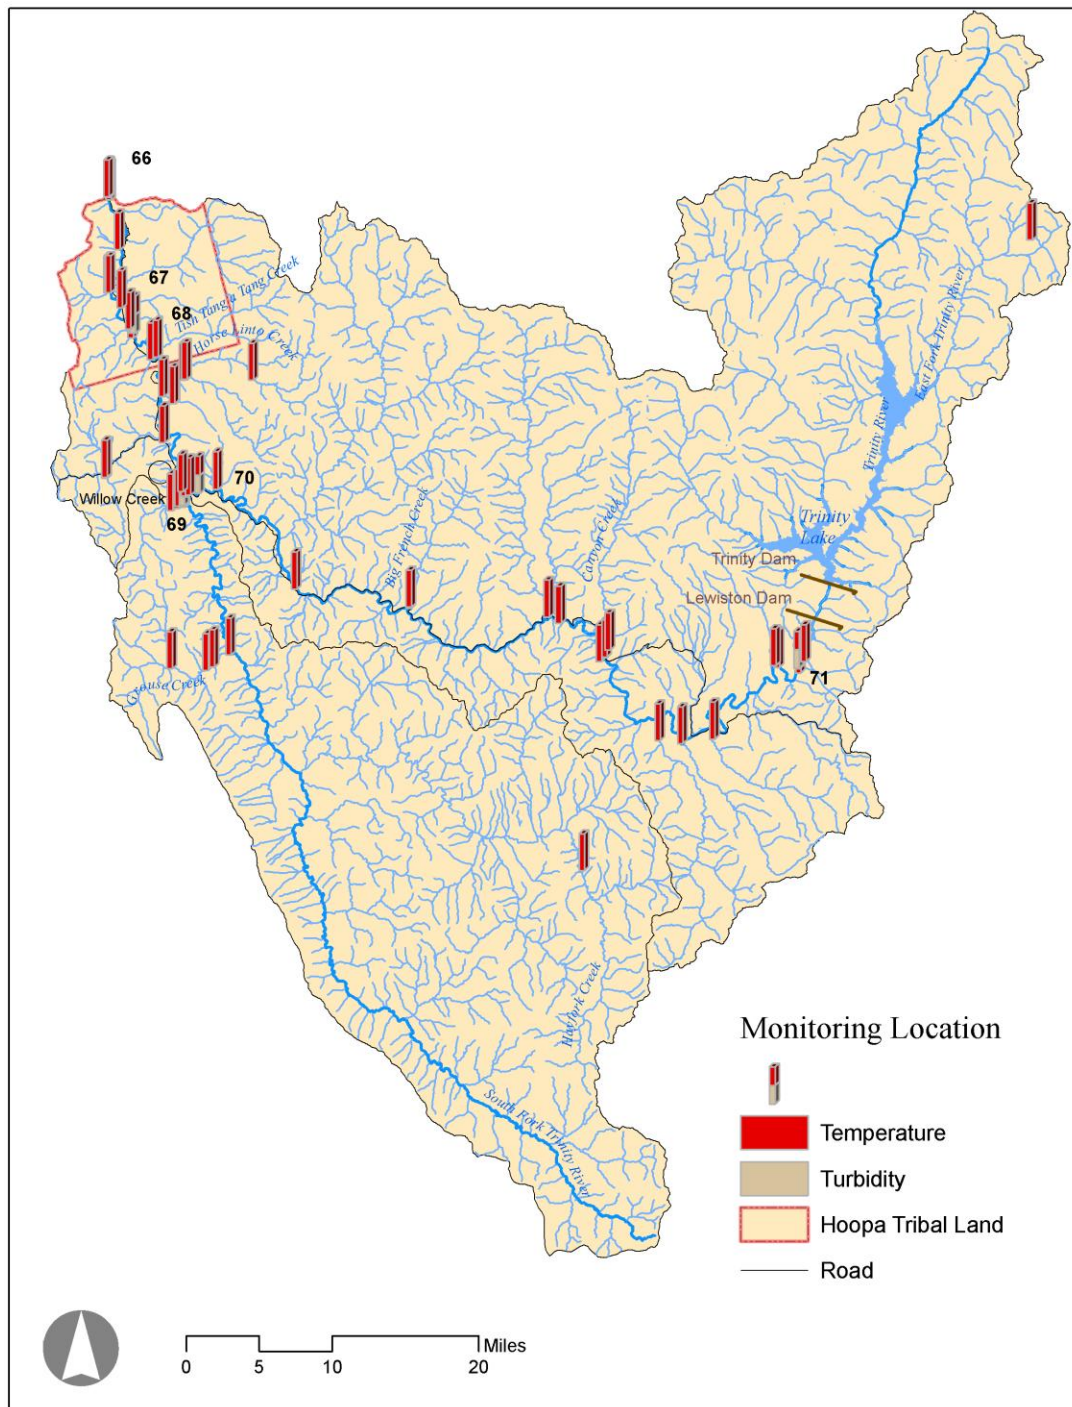 66
67
Tish Tang a Tang Creek
68
Horse Linto Creek
East Fork Trinity River
Trinity River
70
Willow Creek
69
Big French Creek
Canyon Creek
Trinity
Lake
Trinity Dam
Lewiston Dam
Grouse Creek
71
Hayfork Creek
South Fork Trinity River
Monitoring Location
Temperature
Turbidity
Hoopa Tribal Land
Road
Miles
0 5 10 20